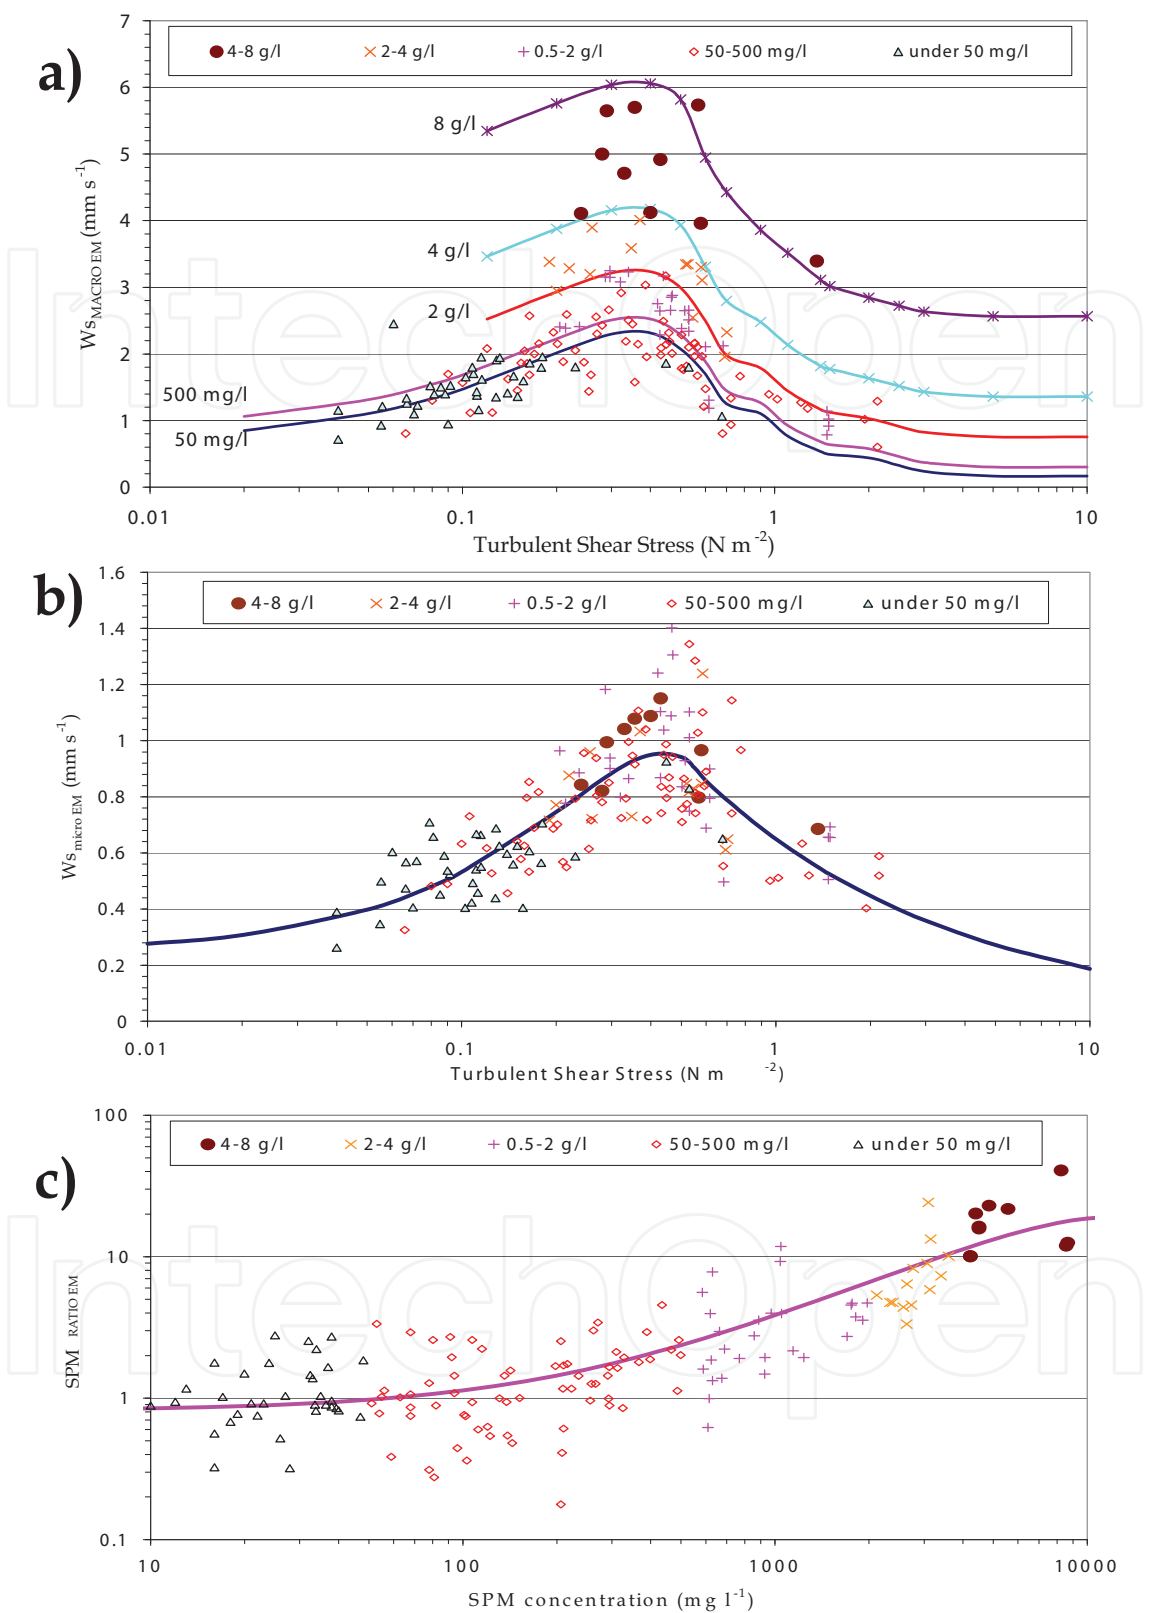 a)
7
4-8 g/l 2-4 g/l 0.5-2 g/l 50-500 mg/l under 50 mg/l
6
8 g/l
5
4
4 g/l
3
2 g/l
2
500 mg/l
1
50 mg/l
0
Ws MACRO EM (mm s -1)
0.01 0.1 1 10
Turbulent Shear Stress (N m -2)
b)
1.6
4-8 g/l 2-4 g/l 0.5-2 g/l 50-500 mg/l under 50 mg/l
1.4
1.2
1
0.8
0.6
0.4
0.2
0
Ws micro EM (mm s -1)
0.01 0.1 1 10
Turbulent Shear Stress (N m -2)
100
4-8 g/l 2-4 g/l 0.5-2 g/l 50-500 mg/l under 50 mg/l
c)
10
1
0.1
SPM RATIO EM
10 100 1000 10000
SPM concentration (mg l-1)
IntechOpen
IntechOpen